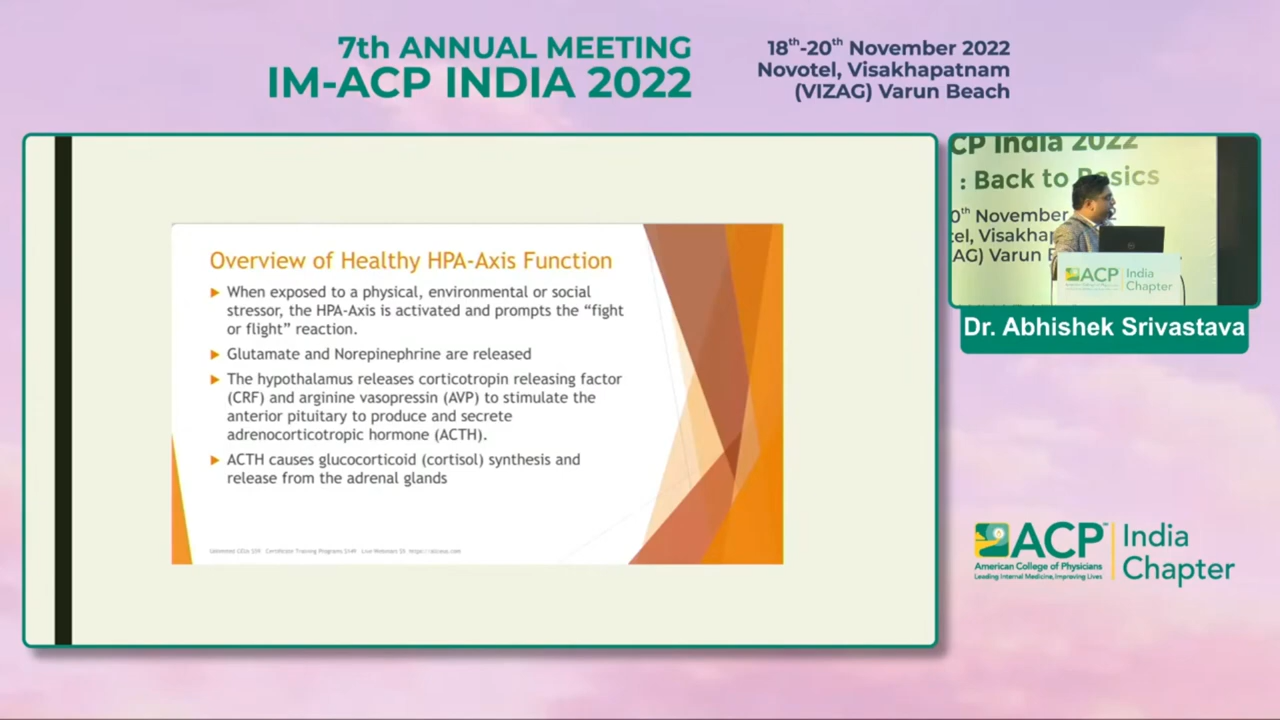 7th ANNUAL MEETING
IM-ACP INDIA 2022
18th-20th November 2022
Novotel, Visakhapatnam
(VIZAG) Varun Beach
Overview of Healthy HPA-Axis Function
When exposed to a physical, environmental or social
stressor, the HPA-Axis is activated and prompts the “fight
or flight” reaction.
Glutamate and Norepinephrine are released
The hypothalamus releases corticotropin releasing factor
(CRF) and arginine vasopressin (AVP) to stimulate the
anterior pituitary to produce and secrete
adrenocorticotropic hormone (ACTH).
ACTH causes glucocorticoid (cortisol) synthesis and
release from the adrenal glands
CP India 2022
: Back to Basics
0th November
tel, Visakhap
AG) Varun
ACP
India
Chapter
Dr. Abhishek Srivastava
ACP
American College of Physicians
Leading Internal Medicine, Improving Lives
India
Chapter